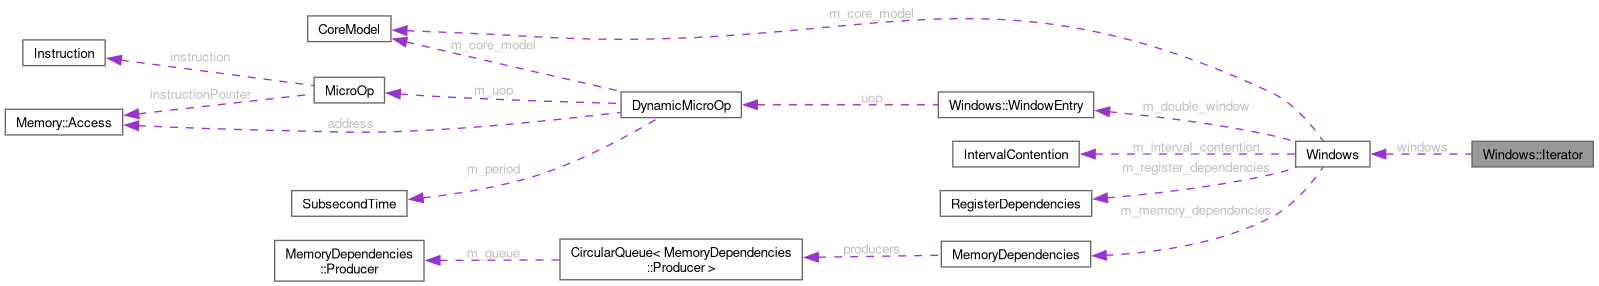 m_core_model
CoreModel
m_core_model
Instruction
instruction
MicroOp
m_uop
instructionPointer
DynamicMicroOp
uop
Windows::WindowEntry
m_double_window
Memory::Access
address
IntervalContention
m_interval_contention
Windows
windows
Windows::Iterator
m_period
m_register_dependencies
SubsecondTime
RegisterDependencies
m_memory_dependencies
MemoryDependencies
::Producer
m_queue
CircularQueue< MemoryDependencies
::Producer >
producers
MemoryDependencies